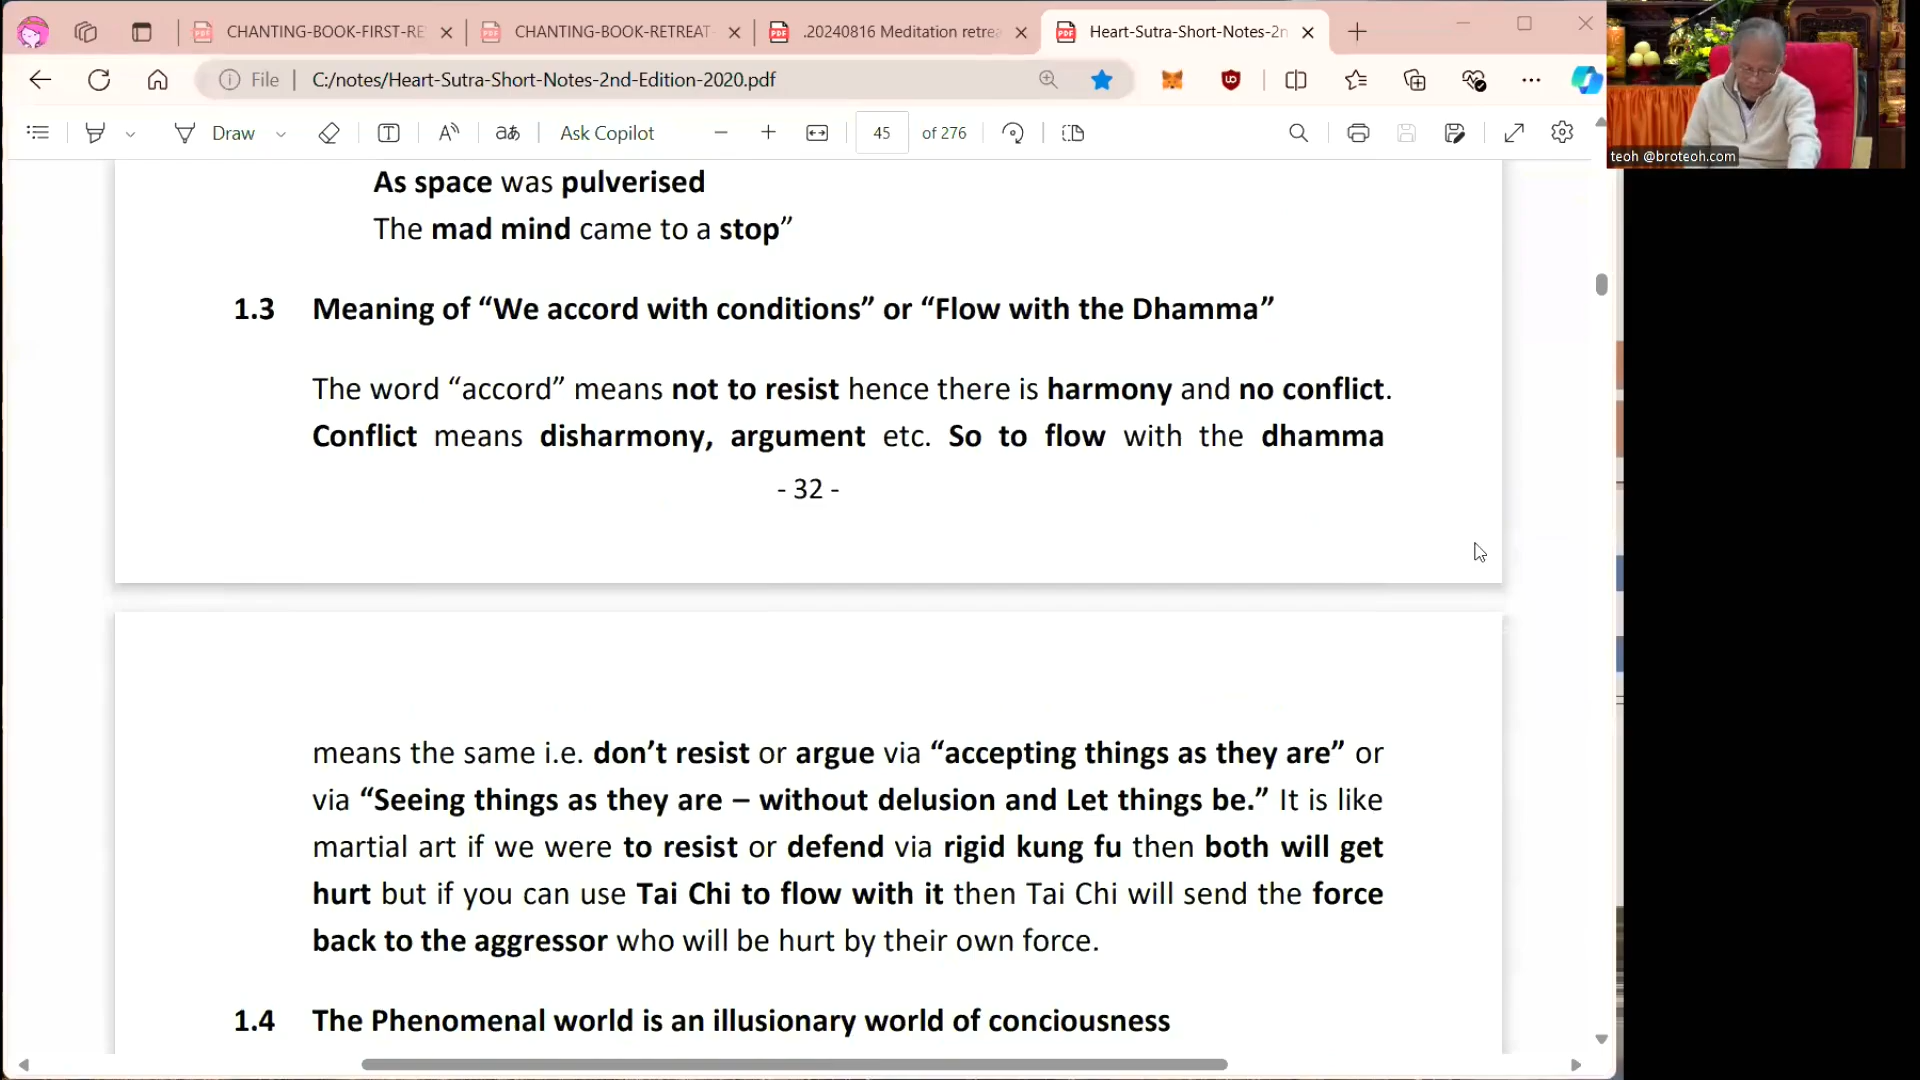 CHANTING-BOOK-FIRST-RE
CHANTING-BOOK-RETREAT-
.20240816 Meditation retrea
Heart-Sutra-Short-Notes-2n
File
C:/notes/Heart-Sutra-Short-Notes-2nd-Edition-2020.pdf
Draw
Ask Copilot
45
of 276
teoh @broteoh.com
As space was pulverised
The mad mind came to a stop”
1.3 Meaning of “We accord with conditions” or “Flow with the Dhamma”
The word “accord” means not to resist hence there is harmony and no conflict.
Conflict means disharmony, argument etc. So to flow with the dhamma
- 32 -
means the same i.e. don’t resist or argue via “accepting things as they are” or
via “Seeing things as they are – without delusion and Let things be.” It is like
martial art if we were to resist or defend via rigid kung fu then both will get
hurt but if you can use Tai Chi to flow with it then Tai Chi will send the force
back to the aggressor who will be hurt by their own force.
1.4 The Phenomenal world is an illusionary world of conciousness